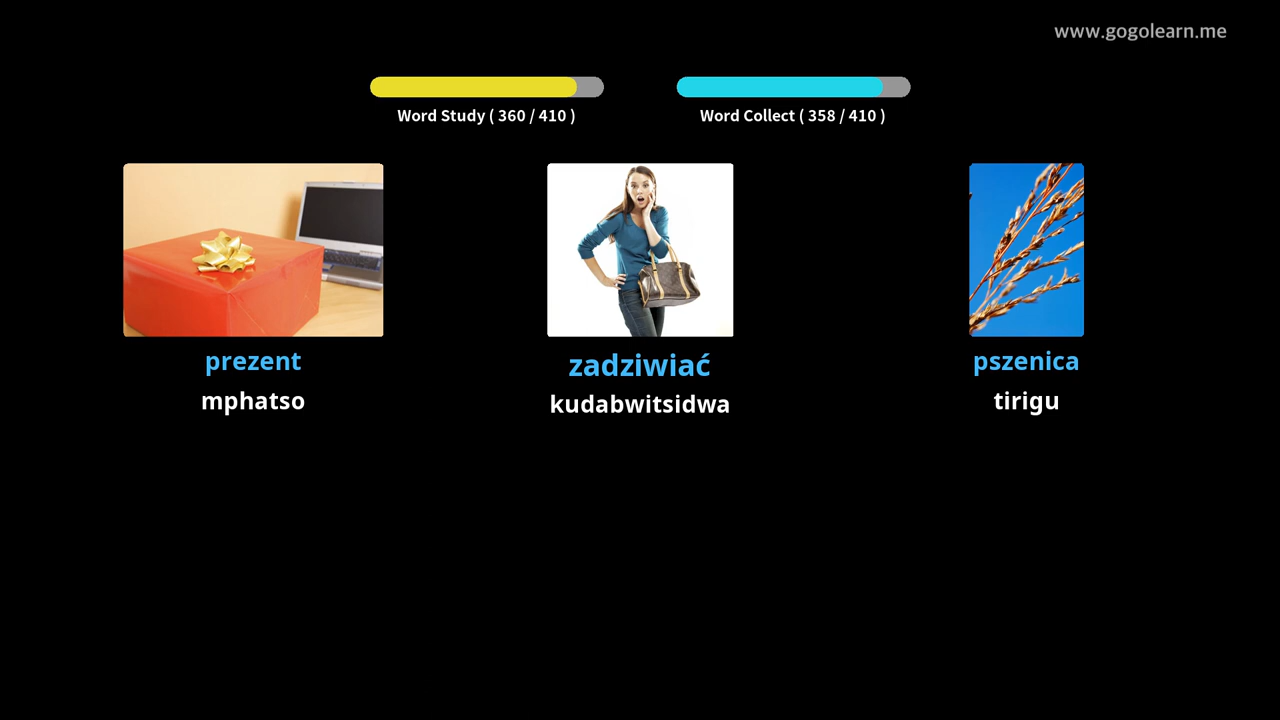 www.gogolearn.me
Word Study ( 360 / 410 )
Word Collect ( 358 / 410 )
prezent
mphatso
zadziwiać
kudabwitsidwa
pszenica
tirigu